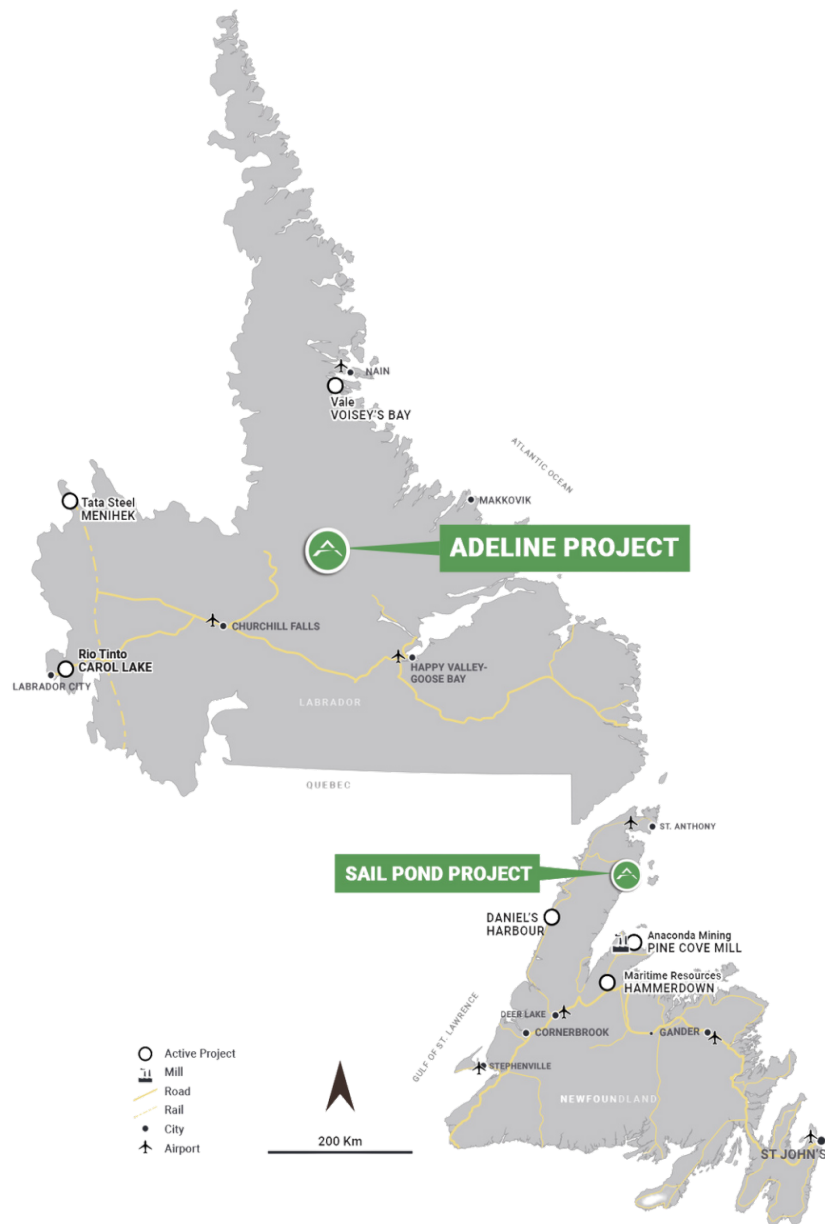 NAIN
Vale
VOISEY'S BAY
ATLANTIC OCEAN
MAKKOVIK
Tata Steel
MENIHEK
ADELINE PROJECT
CHURCHILL FALLS
Rio Tinto
CAROL LAKE
LABRADOR CITY
HAPPY VALLEY-
GOOSE BAY
LABRADOR
QUEBEC
ST. ANTHONY
SAIL POND PROJECT
DANIEL'S
HARBOUR
Anaconda Mining
PINE COVE MILL
Maritime Resources
HAMMERDOWN
GULF OF ST. LAWRENCE
DEER LAKE
CORNERBROOK
GANDER
STEPHENVILLE
NEWFOUNDLAND
ST JOHN'S
Active Project
Mill
Road
Rail
City
Airport
200 Km